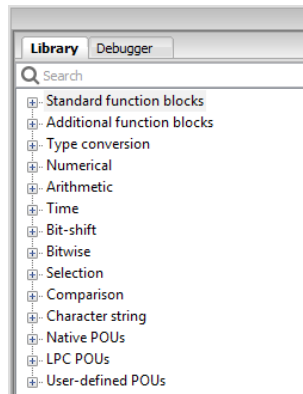 Library Debugger
Search
Standard function blocks
Additional function blocks
Type conversion
Numerical
Arithmetic
Time
Bit-shift
Bitwise
Selection
Comparison
Character string
Native POUs
LPC POUs
User-defined POUs